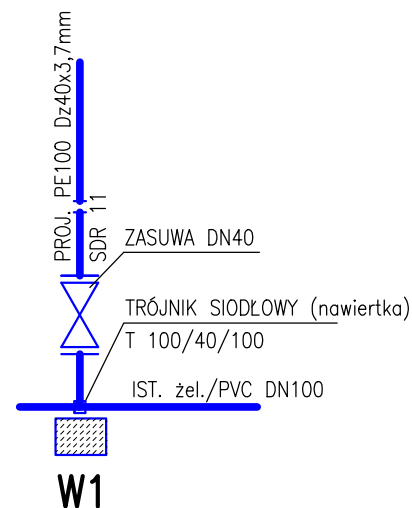 PROJ. PE100 Dz40x3,7mm
SDR 11
ZASUWA DN40
TRÓJNIK SIODŁOWY (nawiertka)
T 100/40/100
IST. żel./PVC DN100
W1